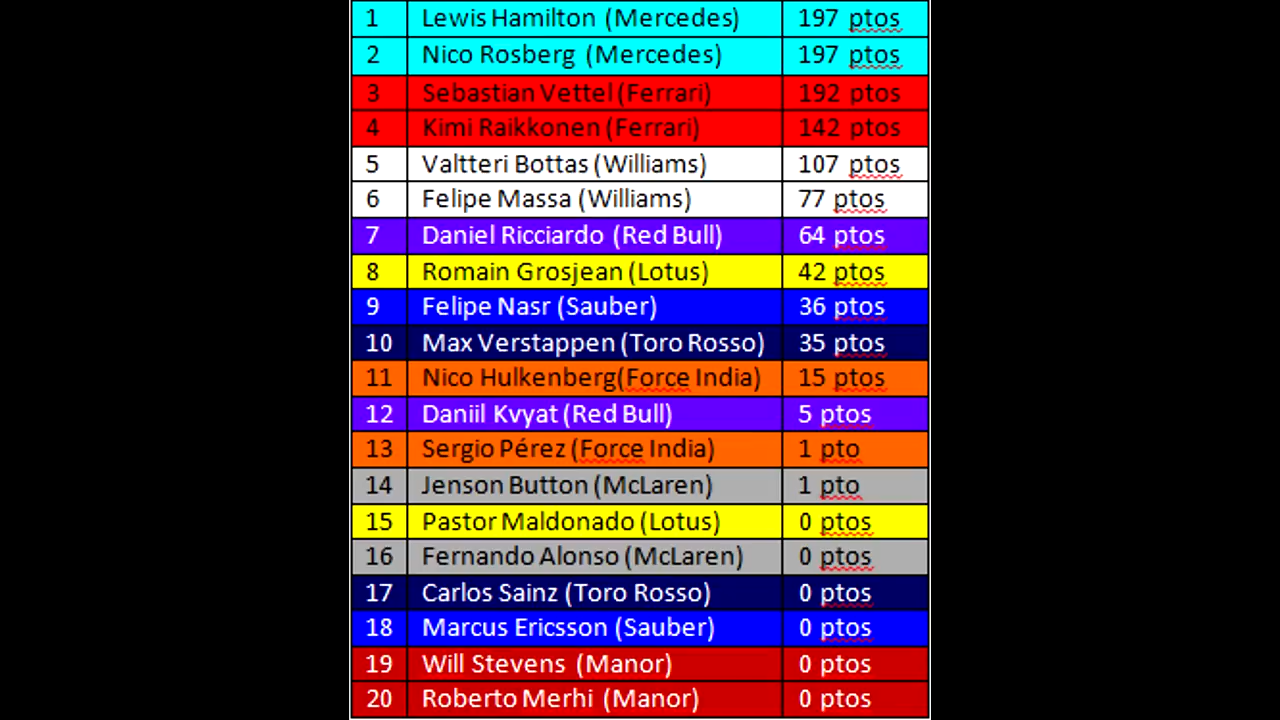 1 Lewis Hamilton (Mercedes) 197 ptos
2 Nico Rosberg (Mercedes) 197 ptos
3 Sebastian Vettel (Ferrari) 192 ptos
4 Kimi Raikkonen (Ferrari) 142 ptos
5 Valtteri Bottas (Williams) 107 ptos
6 Felipe Massa (Williams) 77 ptos
7 Daniel Ricciardo (Red Bull) 64 ptos
8 Romain Grosjean (Lotus) 42 ptos
9 Felipe Nasr (Sauber) 36 ptos
10 Max Verstappen (Toro Rosso) 35 ptos
11 Nico Hulkenberg(Force India) 15 ptos
12 Daniil Kvyat (Red Bull) 5 ptos
13 Sergio Pérez (Force India) 1 pto
14 Jenson Button (McLaren) 1 pto
15 Pastor Maldonado (Lotus) 0 ptos
16 Fernando Alonso (McLaren) 0 ptos
17 Carlos Sainz (Toro Rosso) 0 ptos
18 Marcus Ericsson (Sauber) 0 ptos
19 Will Stevens (Manor) 0 ptos
20 Roberto Merhi (Manor) 0 ptos